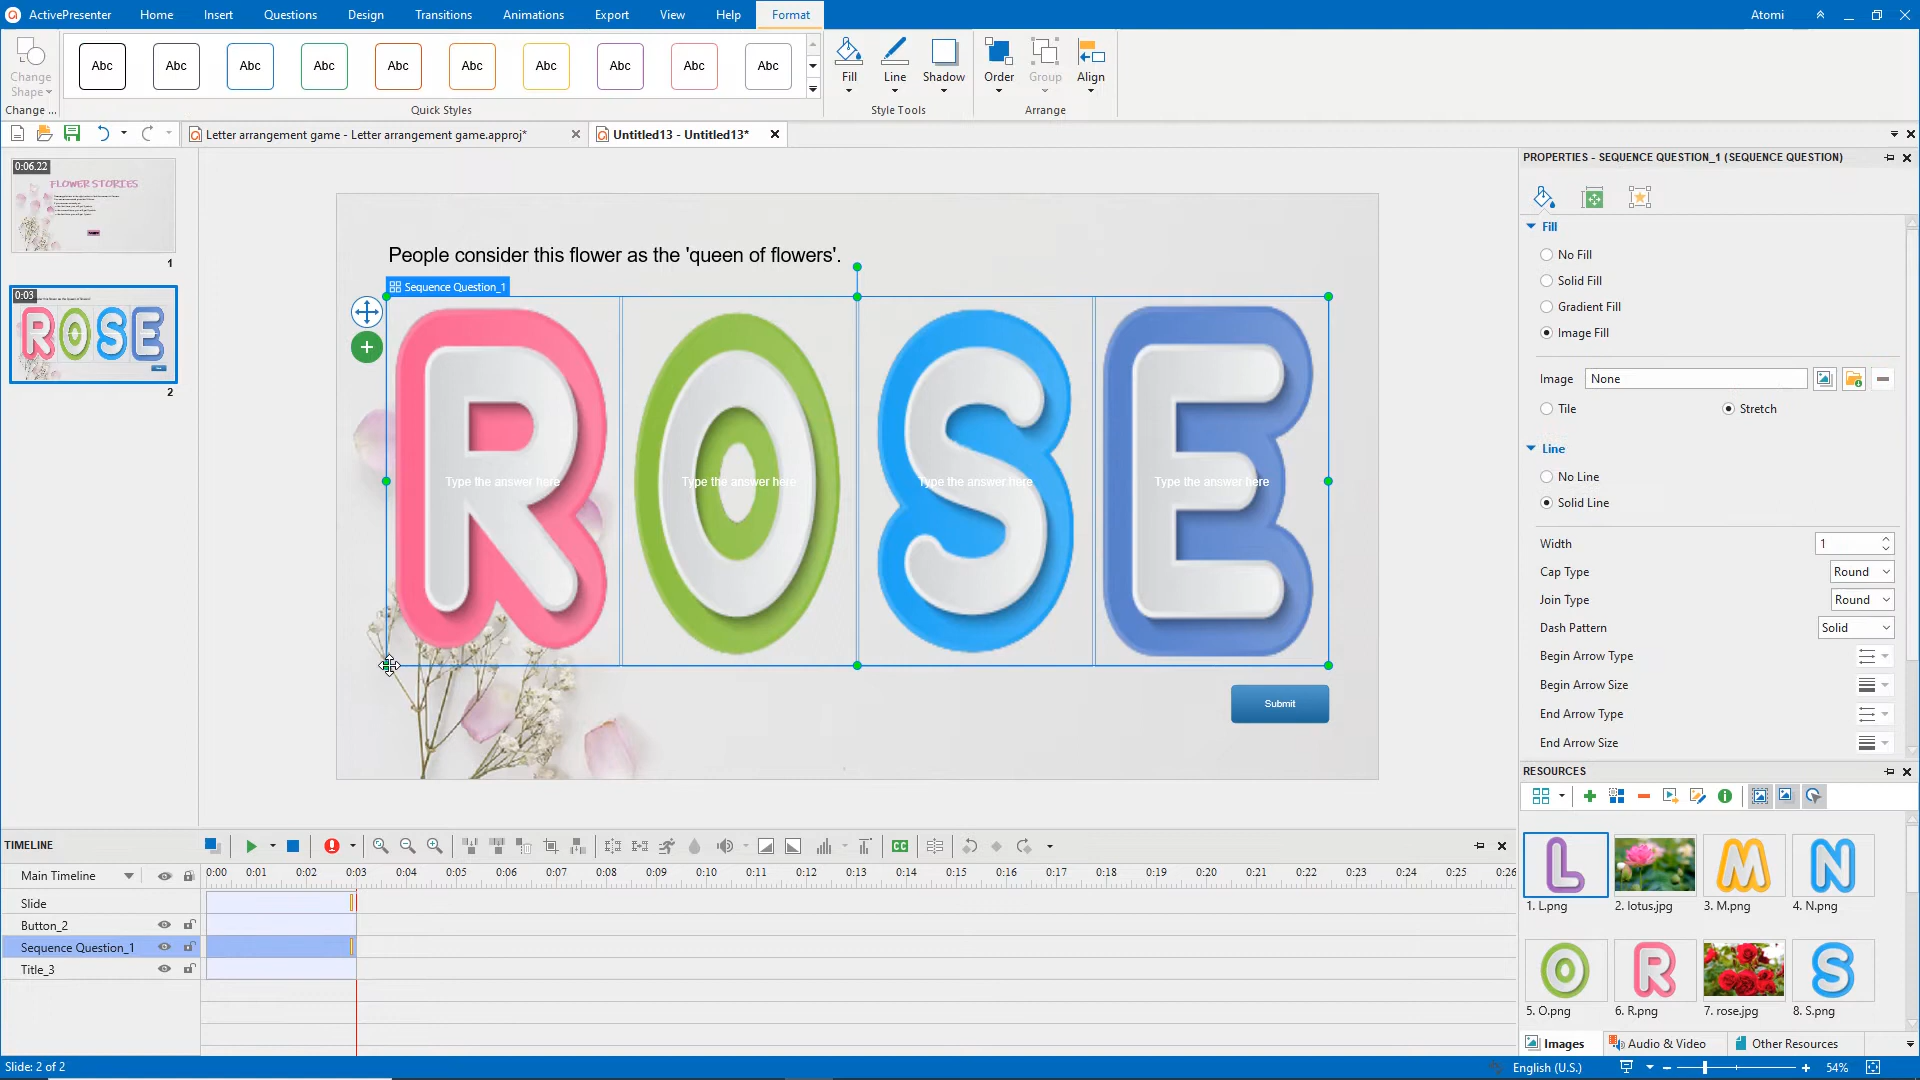 ActivePresenter Home Insert Questions Design Transitions Animations Export View Help Format Atomi
Change Shape
Abc Abc Abc Abc Abc Abc Abc Abc Abc Abc
Fill Line Shadow Order Group Align
Change ... Quick Styles Style Tools Arrange
Letter arrangement game - Letter arrangement game.approj*
Untitled13 - Untitled13*
0:06.22
FLOWER STORIES
1
0:03
ROSE
2
People consider this flower as the 'queen of flowers'.
Sequence Question_1
R O S E
Type the answer here Type the answer here Type the answer here Type the answer here
Submit
PROPERTIES - SEQUENCE QUESTION_1 (SEQUENCE QUESTION)
Fill
No Fill
Solid Fill
Gradient Fill
Image Fill
Image None
Tile Stretch
Line
No Line
Solid Line
Width 1
Cap Type Round
Join Type Round
Dash Pattern Solid
Begin Arrow Type
Begin Arrow Size
End Arrow Type
End Arrow Size
RESOURCES
L M N
1. L.png 2. lotus.jpg 3. M.png 4. N.png
O R S
5. O.png 6. R.png 7. rose.jpg 8. S.png
Images Audio & Video Other Resources
TIMELINE
CC
Main Timeline
0:00 0:01 0:02 0:03 0:04 0:05 0:06 0:07 0:08 0:09 0:10 0:11 0:12 0:13 0:14 0:15 0:16 0:17 0:18 0:19 0:20 0:21 0:22 0:23 0:24 0:25 0:26
Slide
Button_2
Sequence Question_1
Title_3
Slide: 2 of 2
English (U.S.)
54%